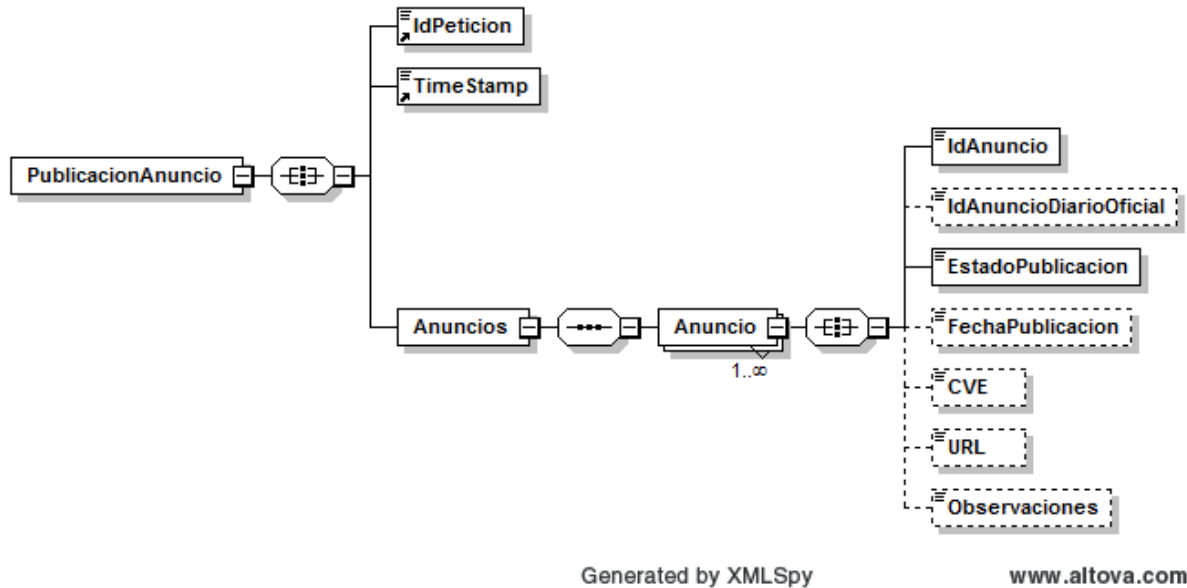 IdPeticion
TimeStamp
PublicacionAnuncio
Anuncios
Anuncio
1..∞
IdAnuncio
IdAnuncioDiarioOficial
EstadoPublicacion
FechaPublicacion
CVE
URL
Observaciones
Generated by XMLSpy
www.altova.com